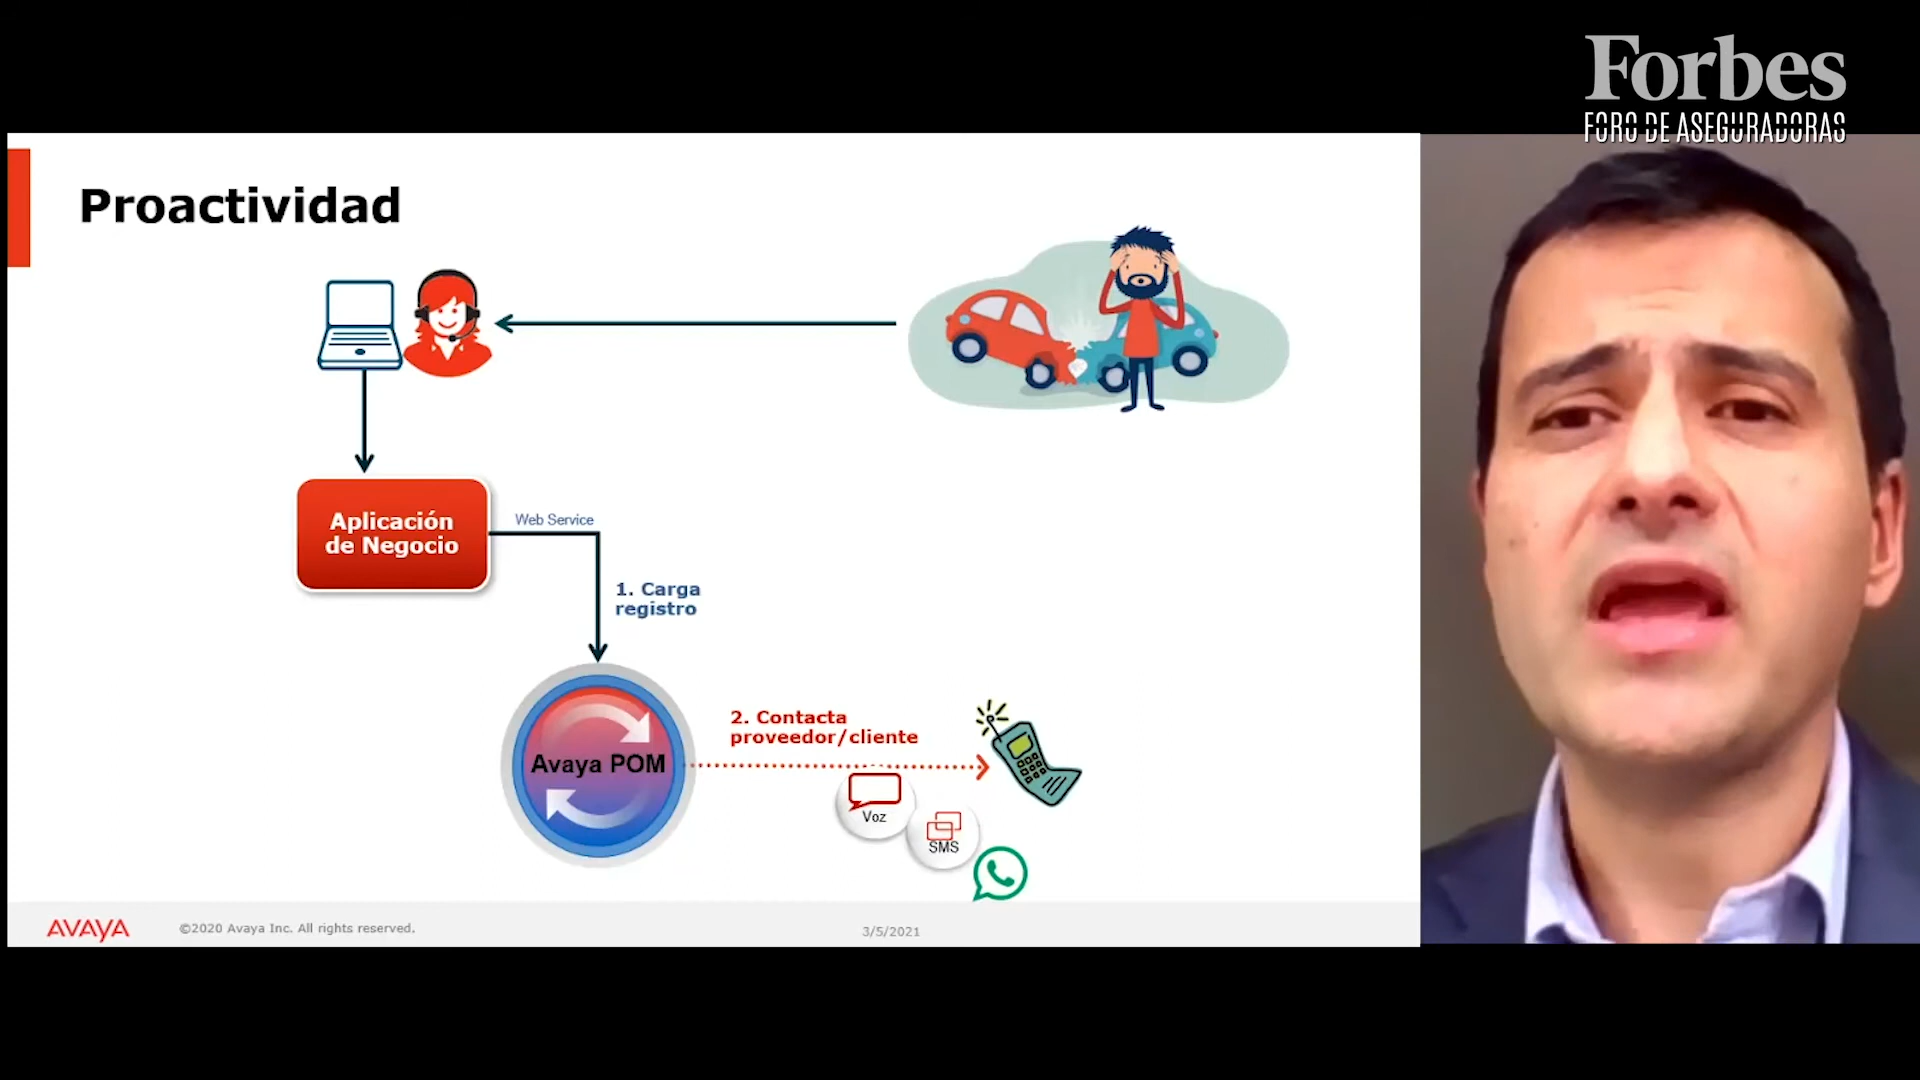 Forbes
FORO DE ASEGURADORAS
Proactividad
Aplicación
de Negocio
Web Service
1. Carga
registro
Avaya POM
2. Contacta
proveedor/cliente
Voz
SMS
AVAYA
©2020 Avaya Inc. All rights reserved.
3/5/2021